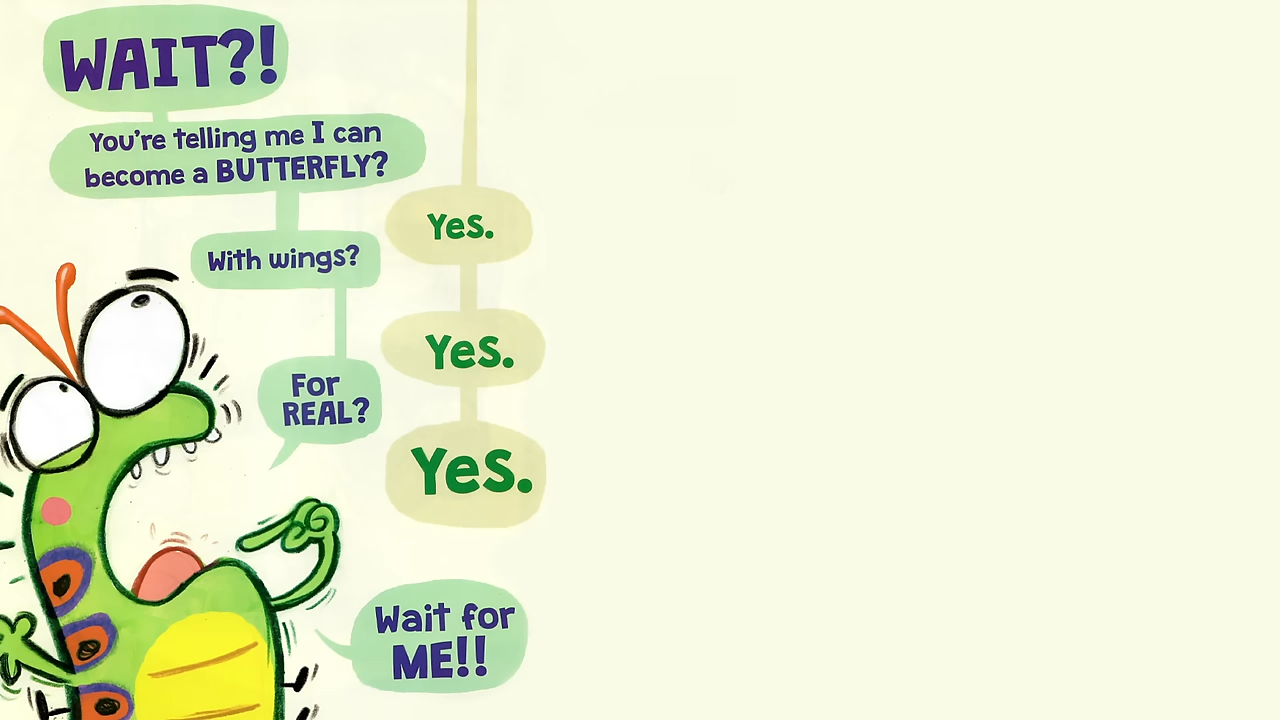 WAIT?!
You're telling me I can
become a BUTTERFLY?
Yes.
With wings?
Yes.
For
REAL?
Yes.
Wait for
ME!!